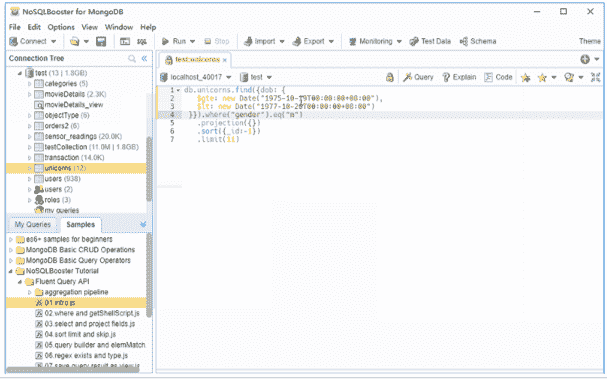 NoSQLBooster for MongoDB
File Edit Options View Window Help
Connect Run Stop Import Export Monitoring Test Data Schema Theme
Connection Tree
test (13 | 1.8GB)
categories (5)
movieDetails (2.3K)
movieDetails_view
objectType (6)
orders2 (6)
sensor_readings (20.0K)
testCollection (11.0M | 1.8GB)
transaction (14.0K)
unicorns (12)
users (938)
users (2)
roles (3)
my queries
My Queries Samples
es6+ samples for beginners
MongoDB Basic CRUD Operations
MongoDB Basic Query Operators
NoSQLBooster Tutorial
Fluent Query API
aggregation pipeline
01.intro.js
02.where and getShellScript.js
03.select and project fields.js
04.sort limit and skip.js
05.query builder and elemMatch
06.regex exists and type.js
07.save query result as view.js
test:unicorns
localhost_40017 test Query Explain Code
1 db.unicorns.find({dob: {
2 $gte: new Date("1975-10-19T00:00:00+08:00"),
3 $lt: new Date("1977-10-20T00:00:00+08:00")
4 }}).where("gender").eq("m")
5 .projection({})
6 .sort({_id:-1})
7